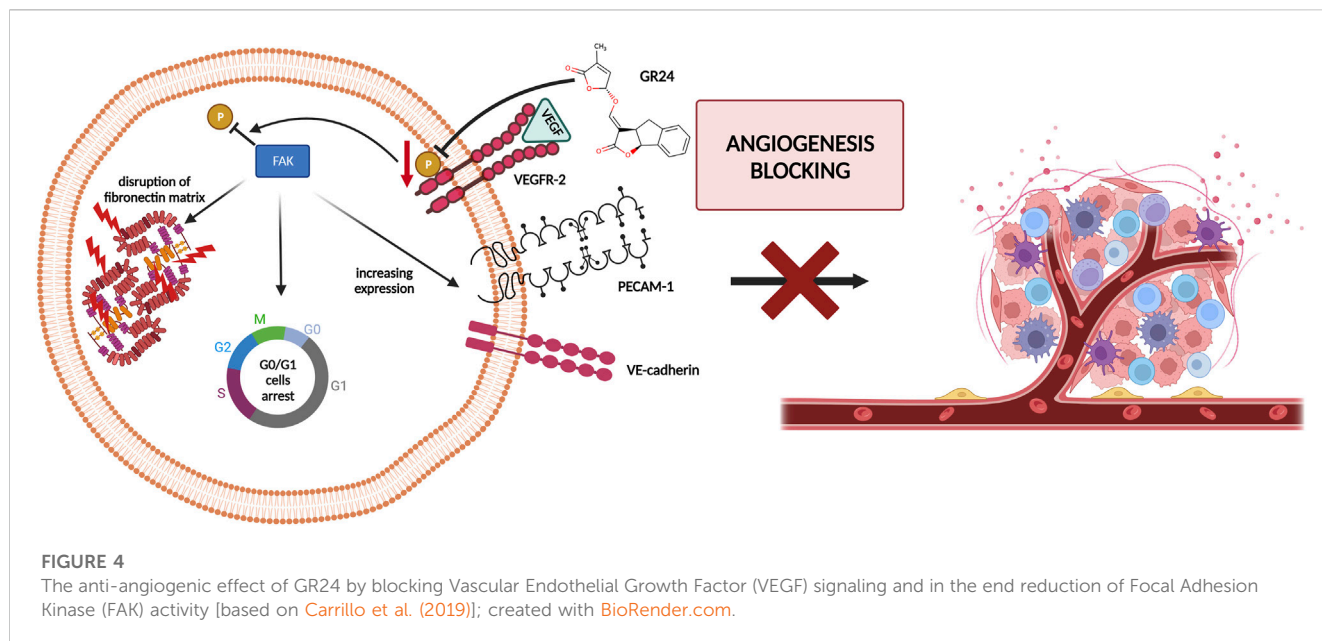 CH₃
O
O
O
O
O
GR24
VEGF
P
P
FAK
VEGFR-2
ANGIOGENESIS
BLOCKING
disruption of
fibronectin matrix
increasing
expression
PECAM-1
M
G0
G2
G1
S
G0/G1
cells
arrest
VE-cadherin
FIGURE 4
The anti-angiogenic effect of GR24 by blocking Vascular Endothelial Growth Factor (VEGF) signaling and in the end reduction of Focal Adhesion
Kinase (FAK) activity [based on Carrillo et al. (2019)]; created with BioRender.com.